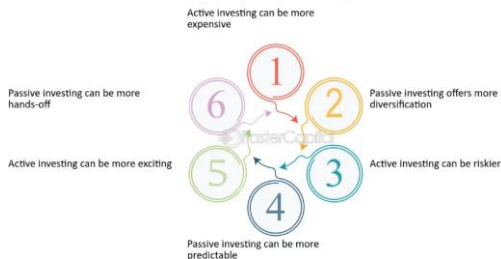 Active investing can be more
expensive
1
2
Passive offers more
diversification
3
Active investing can be riskier
4
Passive investing can be more
predictable
5
Active investing can be more exciting
6
Passive investing can be more
hands-off
FasterCapital